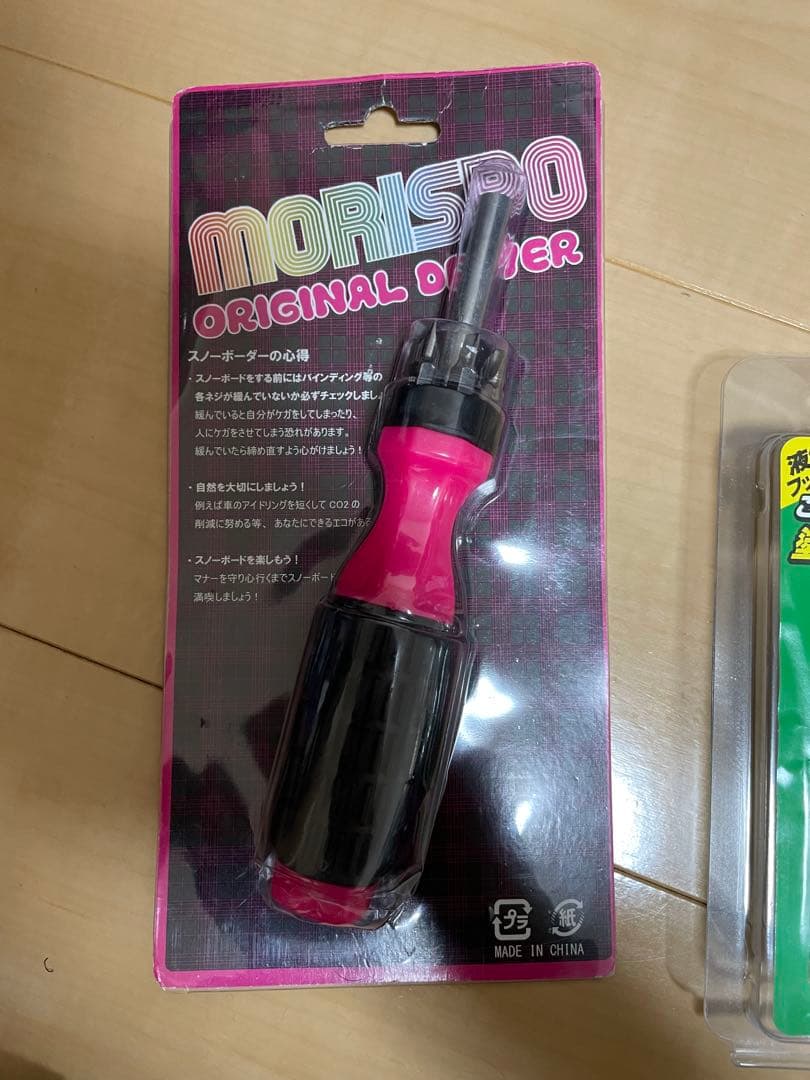 MORISPO
ORIGINAL DRIVER
スノーボーダーの心得
・スノーボードをする前にはバインディング等の
各ネジが緩んでいないか必ずチェックしまし
緩んでいると自分がケガをしてしまったり、
人にケガをさせてしまう恐れがあります。
緩んでいたら締め直すよう心がけましょう！
・自然を大切にしましょう！
例えば車のアイドリングを短くして CO2 の
削減に努める等、あなたにできるエコがある
・スノーボードを楽しもう！
マナーを守り心行くまでスノーボード
満喫しましょう！
プラ
紙
MADE IN CHINA